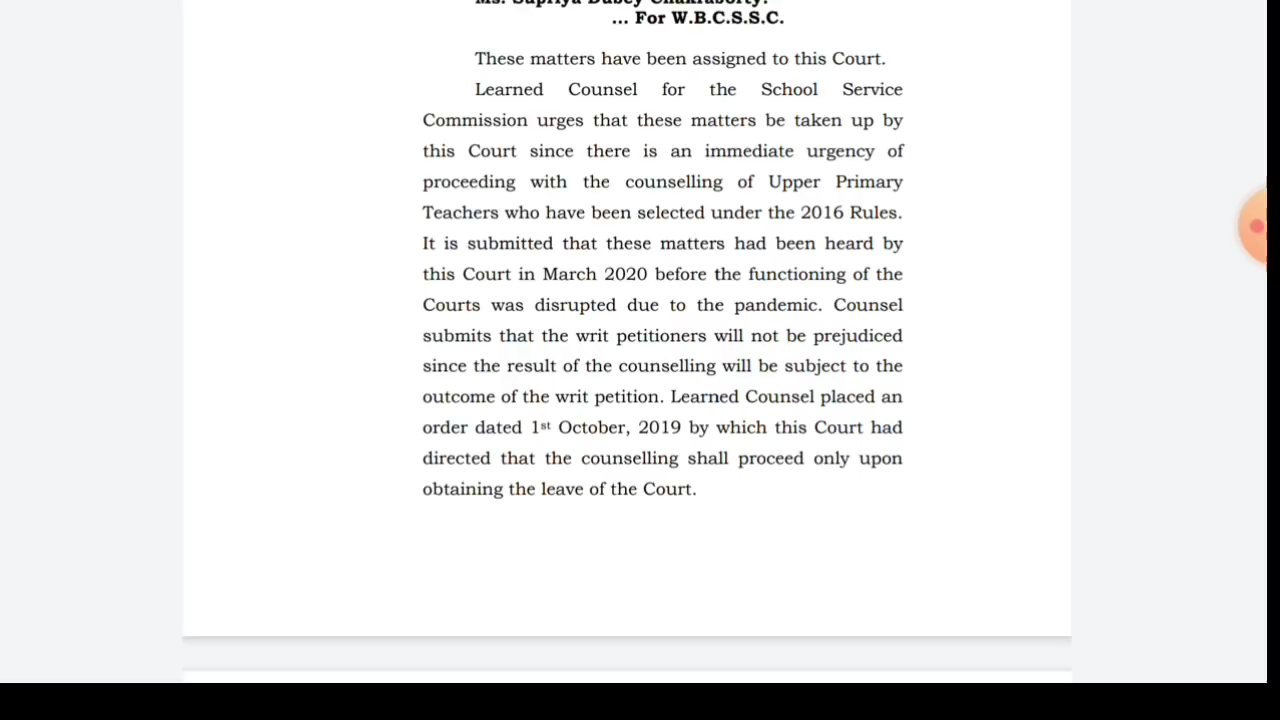 Ms. Supriya Dubey Chakraborty.
... For W.B.C.S.S.C.
These matters have been assigned to this Court.
Learned Counsel for the School Service
Commission urges that these matters be taken up by
this Court since there is an immediate urgency of
proceeding with the counselling of Upper Primary
Teachers who have been selected under the 2016 Rules.
It is submitted that these matters had been heard by
this Court in March 2020 before the functioning of the
Courts was disrupted due to the pandemic. Counsel
submits that the writ petitioners will not be prejudiced
since the result of the counselling will be subject to the
outcome of the writ petition. Learned Counsel placed an
order dated 1st October, 2019 by which this Court had
directed that the counselling shall proceed only upon
obtaining the leave of the Court.